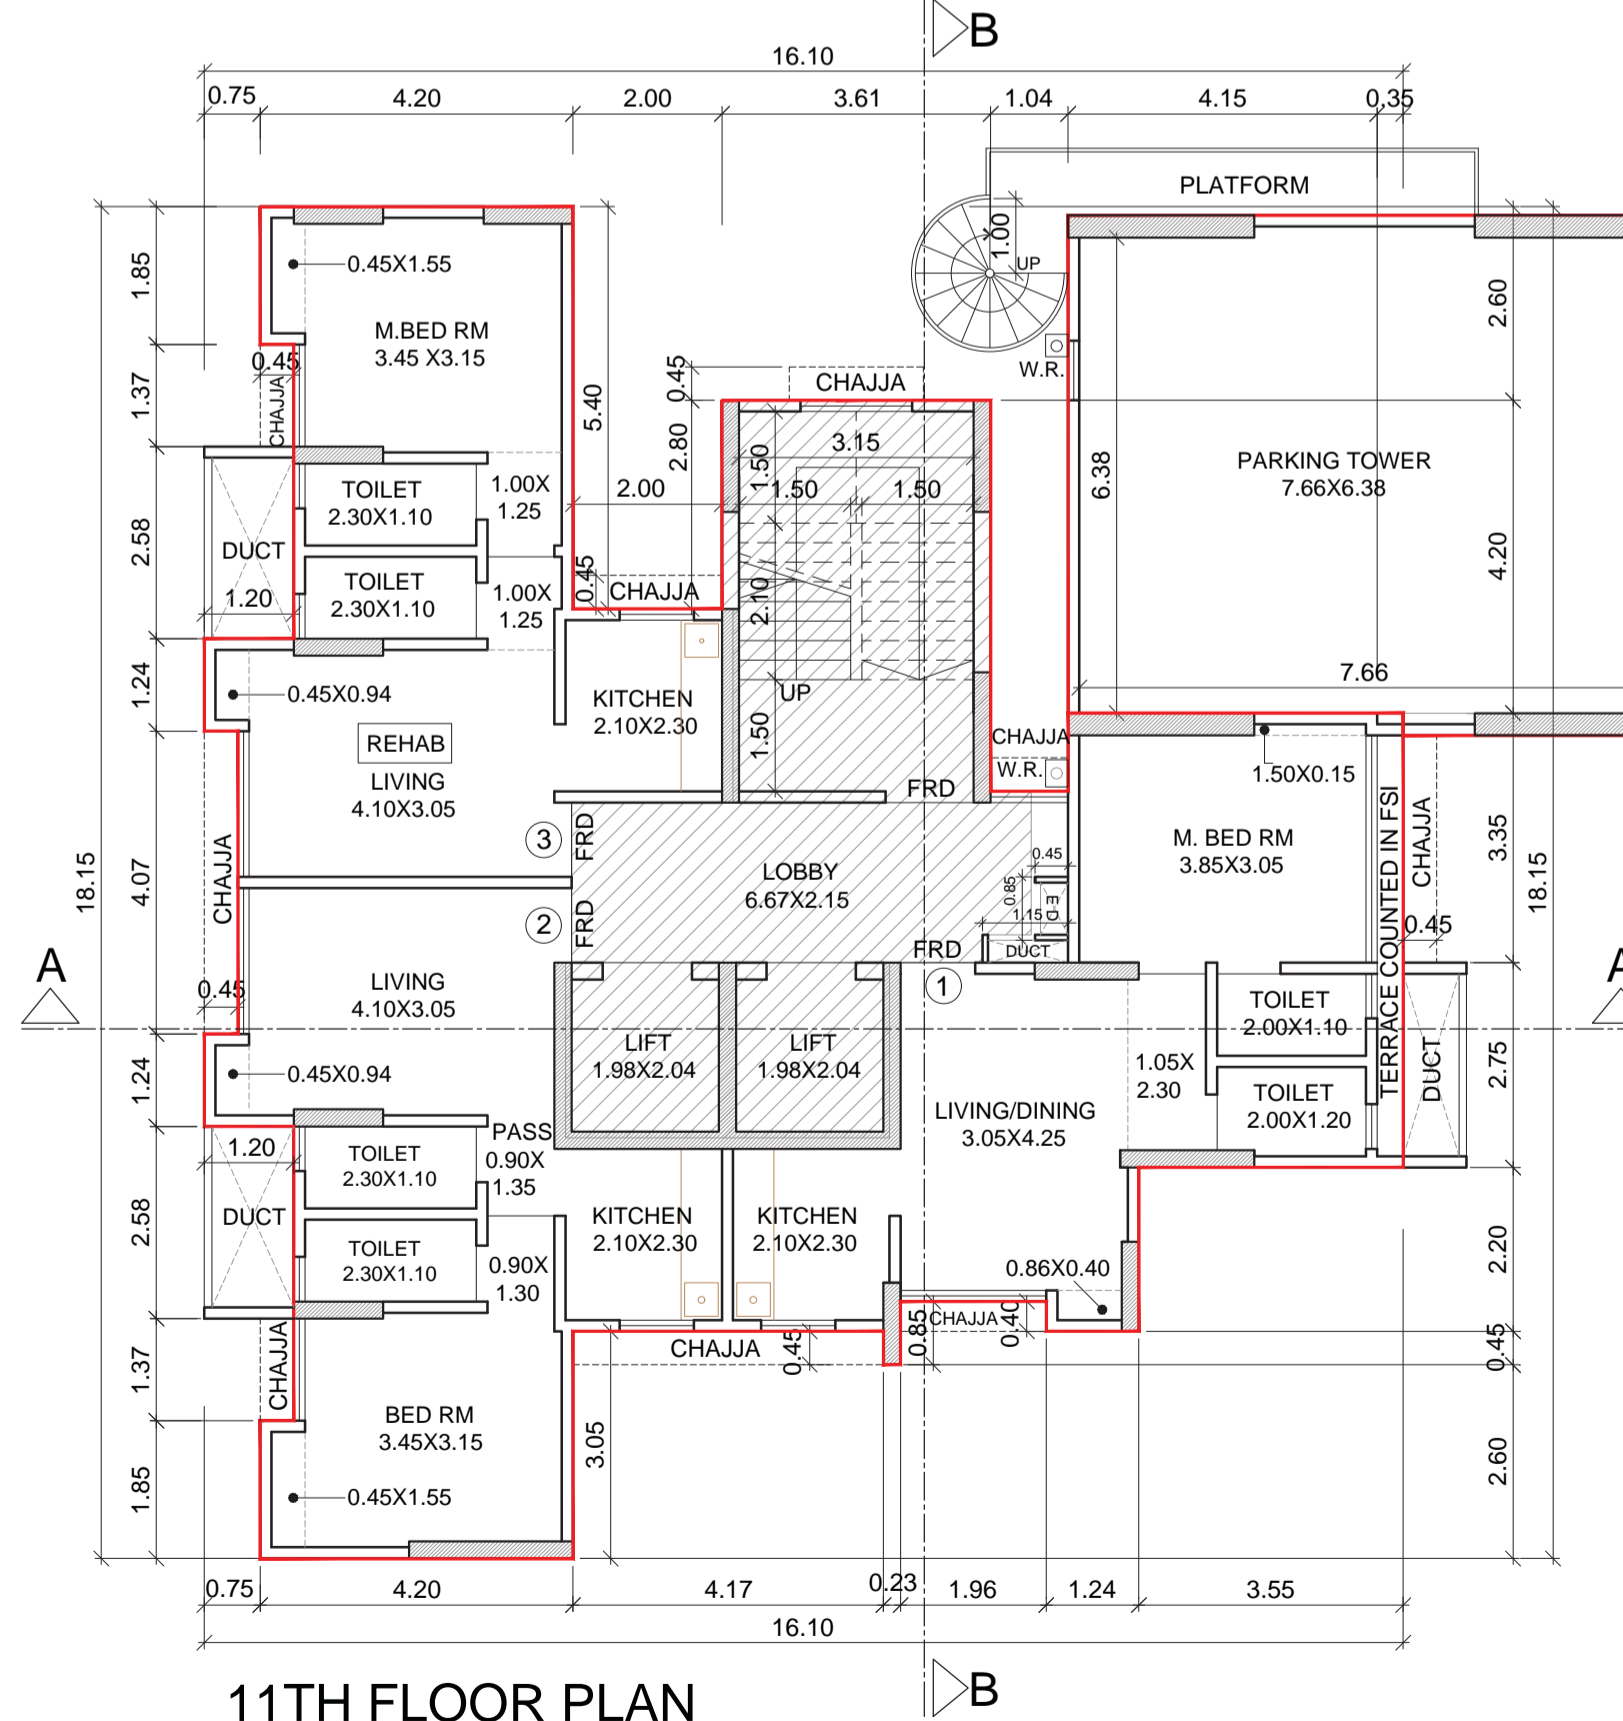 B
16.10
0.75
4.20
2.00
3.61
1.04
4.15
0.35
PLATFORM
1.85
0.45X1.55
M.BED RM
3.45 X3.15
1.00
UP
W.R.
2.60
0.45
CHAJJA
1.37
5.40
0.45
CHAJJA
2.80
1.50
3.15
2.00
1.50
1.50
6.38
PARKING TOWER
7.66X6.38
TOILET
2.30X1.10
1.00X
1.25
2.58
DUCT
4.20
TOILET
2.30X1.10
1.00X
1.25
0.45
CHAJJA
2.10
1.20
1.24
0.45X0.94
KITCHEN
2.10X2.30
UP
7.66
REHAB
LIVING
4.10X3.05
1.50
CHAJJA
W.R.
FRD
1.50X0.15
3
FRD
CHAJJA
4.07
18.15
LOBBY
6.67X2.15
0.45
0.85
E.D
1.15
DUCT
M. BED RM
3.85X3.05
TERRACE COUNTED IN FSI
CHAJJA
3.35
18.15
0.45
2
FRD
FRD
1
A
A
LIVING
4.10X3.05
0.45
TOILET
2.00X1.10
LIFT
1.98X2.04
LIFT
1.98X2.04
1.05X
2.30
DUCT
2.75
1.24
0.45X0.94
TOILET
2.00X1.20
LIVING/DINING
3.05X4.25
1.20
TOILET
2.30X1.10
PASS
0.90X
1.35
2.58
DUCT
KITCHEN
2.10X2.30
KITCHEN
2.10X2.30
2.20
TOILET
2.30X1.10
0.90X
1.30
0.86X0.40
CHAJJA
0.85
CHAJJA
0.40
CHAJJA
0.45
0.45
1.37
BED RM
3.45X3.15
3.05
2.60
1.85
0.45X1.55
0.75
4.20
4.17
0.23
1.96
1.24
3.55
16.10
B
11TH FLOOR PLAN